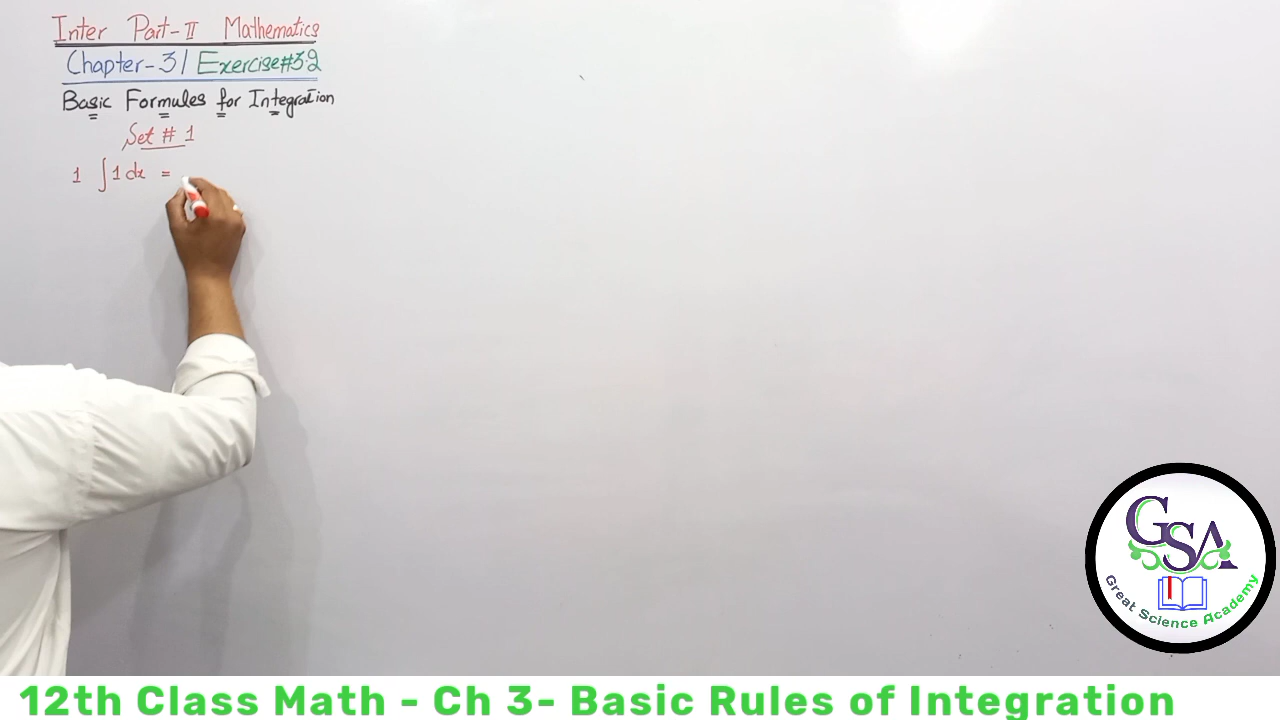 Inter Part-II Mathematics
Chapter-3/ Exercise#3.2
Basic Formules for Integration
Set # 1
1 ∫1 dx =
GSA
Great Science Academy
12th Class Math - Ch 3- Basic Rules of Integration